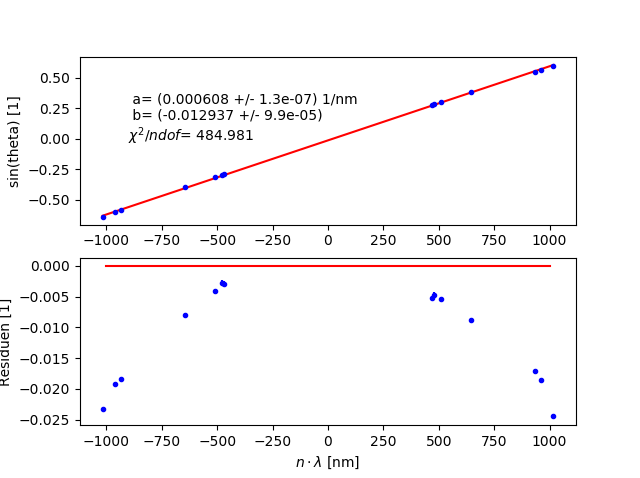 0.50
0.25
0.00
−0.25
−0.50
sin(theta) [1]
a= (0.000608 +/- 1.3e-07) 1/nm
b= (-0.012937 +/- 9.9e-05)
χ²/ndof= 484.981
−1000 −750 −500 −250 0 250 500 750 1000
0.000
−0.005
−0.010
−0.015
−0.020
−0.025
Residuen [1]
−1000 −750 −500 −250 0 250 500 750 1000
n · λ [nm]